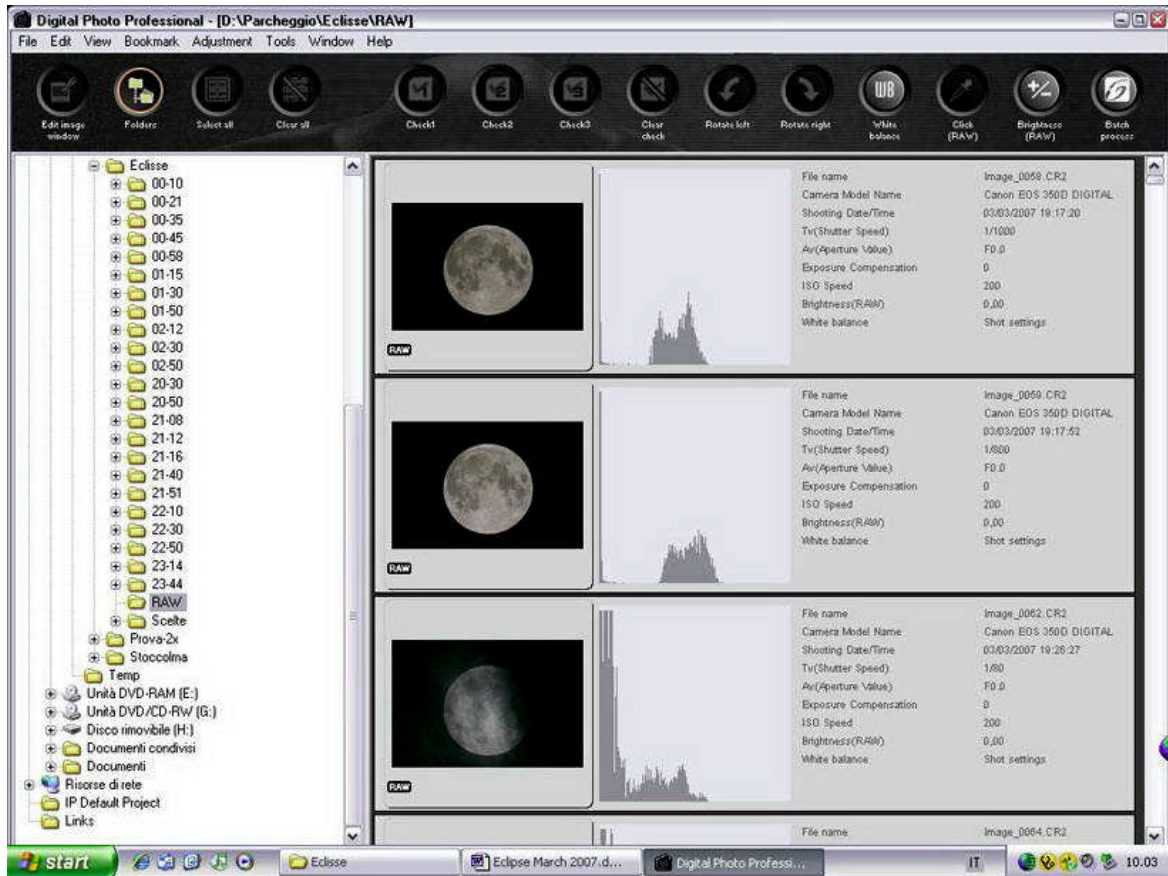 Digital Photo Professional - [D:\Parcheggio\Eclisse\RAW]
File Edit View Bookmark Adjustment Tools Window Help
Edit image window
Folders
Select all
Clear all
Check1
Check2
Check3
Clear check
Rotate left
Rotate right
White balance
Click (RAW)
Brightness (RAW)
Batch process
Eclisse
00-10
00-21
00-35
00-45
00-58
01-15
01-30
01-50
02-12
02-30
02-50
20-30
20-50
21-08
21-12
21-16
21-40
21-51
22-10
22-30
22-50
23-14
23-44
RAW
Scelte
Prova-2x
Stoccolma
Temp
Unità DVD-RAM (E:)
Unità DVD/CD-RW (G:)
Disco rimovibile (H:)
Documenti condivisi
Documenti
Risorse di rete
IP Default Project
Links
RAW
File name Image_0058.CR2
Camera Model Name Canon EOS 350D DIGITAL
Shooting Date/Time 03/03/2007 19:17:20
Tv(Shutter Speed) 1/1000
Av(Aperture Value) F0.0
Exposure Compensation 0
ISO Speed 200
Brightness(RAW) 0,00
White balance Shot settings
RAW
File name Image_0059.CR2
Camera Model Name Canon EOS 350D DIGITAL
Shooting Date/Time 03/03/2007 19:17:52
Tv(Shutter Speed) 1/800
Av(Aperture Value) F0.0
Exposure Compensation 0
ISO Speed 200
Brightness(RAW) 0,00
White balance Shot settings
RAW
File name Image_0062.CR2
Camera Model Name Canon EOS 350D DIGITAL
Shooting Date/Time 03/03/2007 19:26:27
Tv(Shutter Speed) 1/80
Av(Aperture Value) F0.0
Exposure Compensation 0
ISO Speed 200
Brightness(RAW) 0,00
White balance Shot settings
File name Image_0064.CR2
start
Eclisse
Eclipse March 2007.d...
Digital Photo Professi...
IT
10.03